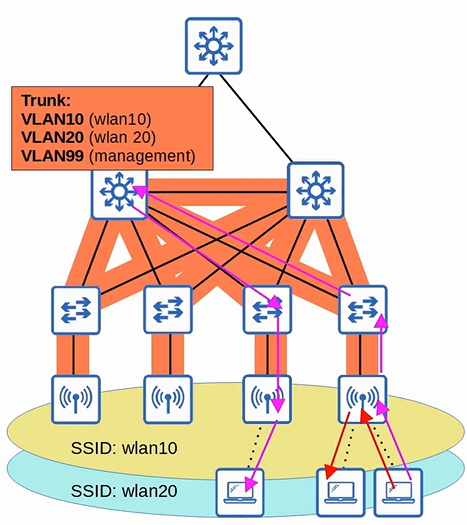 Trunk:
VLAN10 (wlan10)
VLAN20 (wlan 20)
VLAN99 (management)
SSID: wlan10
SSID: wlan20